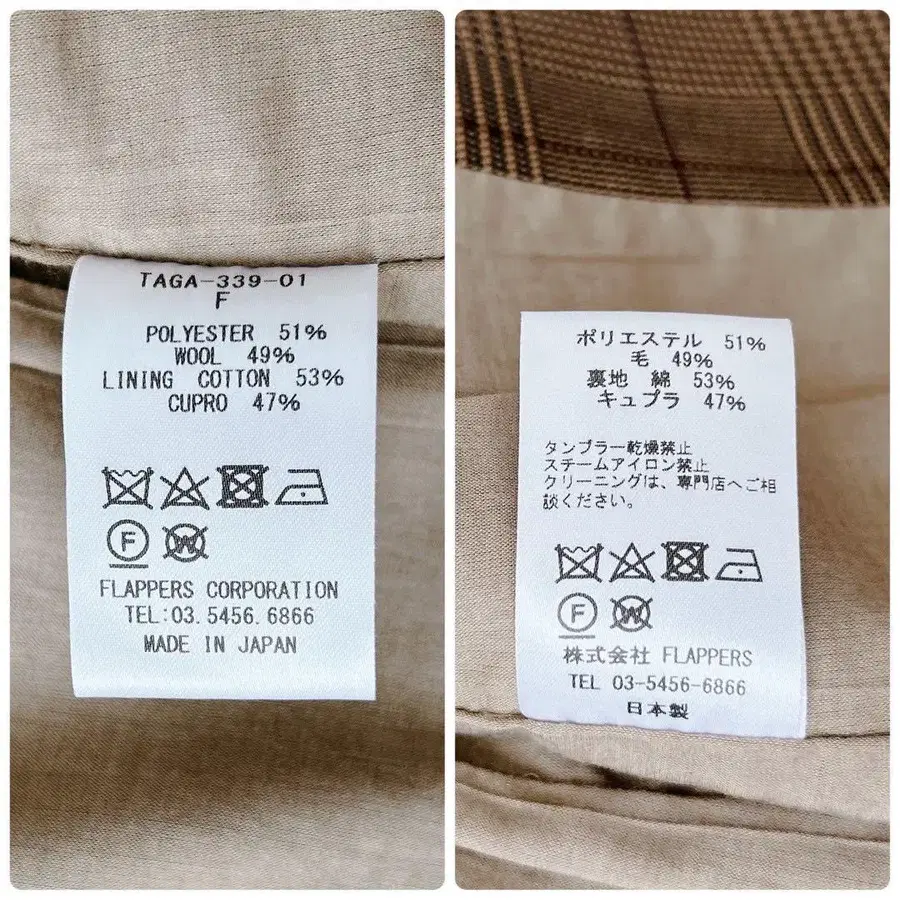 TAGA-339-01
F
POLYESTER 51%
WOOL 49%
LINING COTTON 53%
CUPRO 47%
F
W
FLAPPERS CORPORATION
TEL:03.5456.6866
MADE IN JAPAN
ポリエステル 51%
毛 49%
裏地 綿 53%
キュプラ 47%
タンブラー乾燥禁止
スチームアイロン禁止
クリーニングは、専門店へご相
談ください。
F
W
株式会社 FLAPPERS
TEL 03-5456-6866
日本製